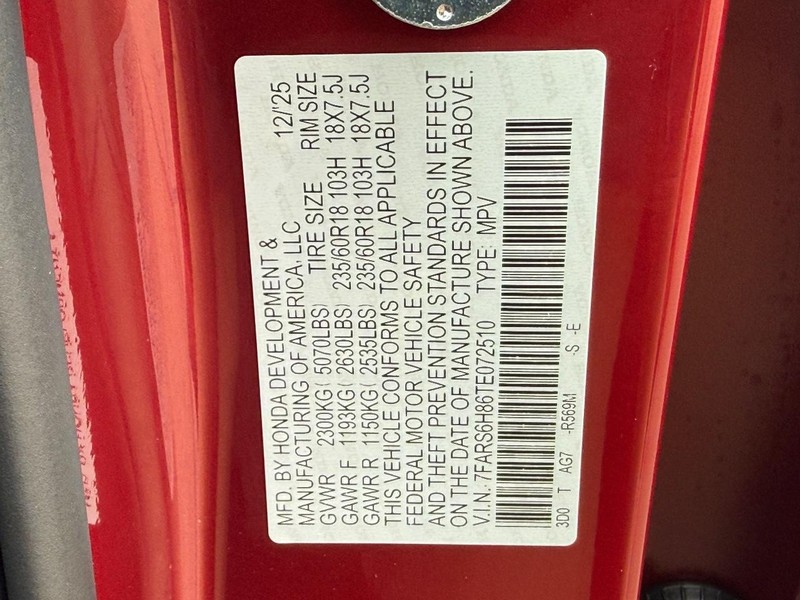 MFD. BY HONDA DEVELOPMENT &
MANUFACTURING OF AMERICA, LLC 12/'25
GVWR 2300KG( 5070LBS) TIRE SIZE RIM SIZE
GAWR F 1193KG( 2630LBS) 235/60R18 103H 18X7.5J
GAWR R 1150KG( 2535LBS) 235/60R18 103H 18X7.5J
THIS VEHICLE CONFORMS TO ALL APPLICABLE
FEDERAL MOTOR VEHICLE SAFETY
AND THEFT PREVENTION STANDARDS IN EFFECT
ON THE DATE OF MANUFACTURE SHOWN ABOVE.
V.I.N.: 7FARS6H86TE072510 TYPE: MPV
3D0 T AG7 -R569M -S -E